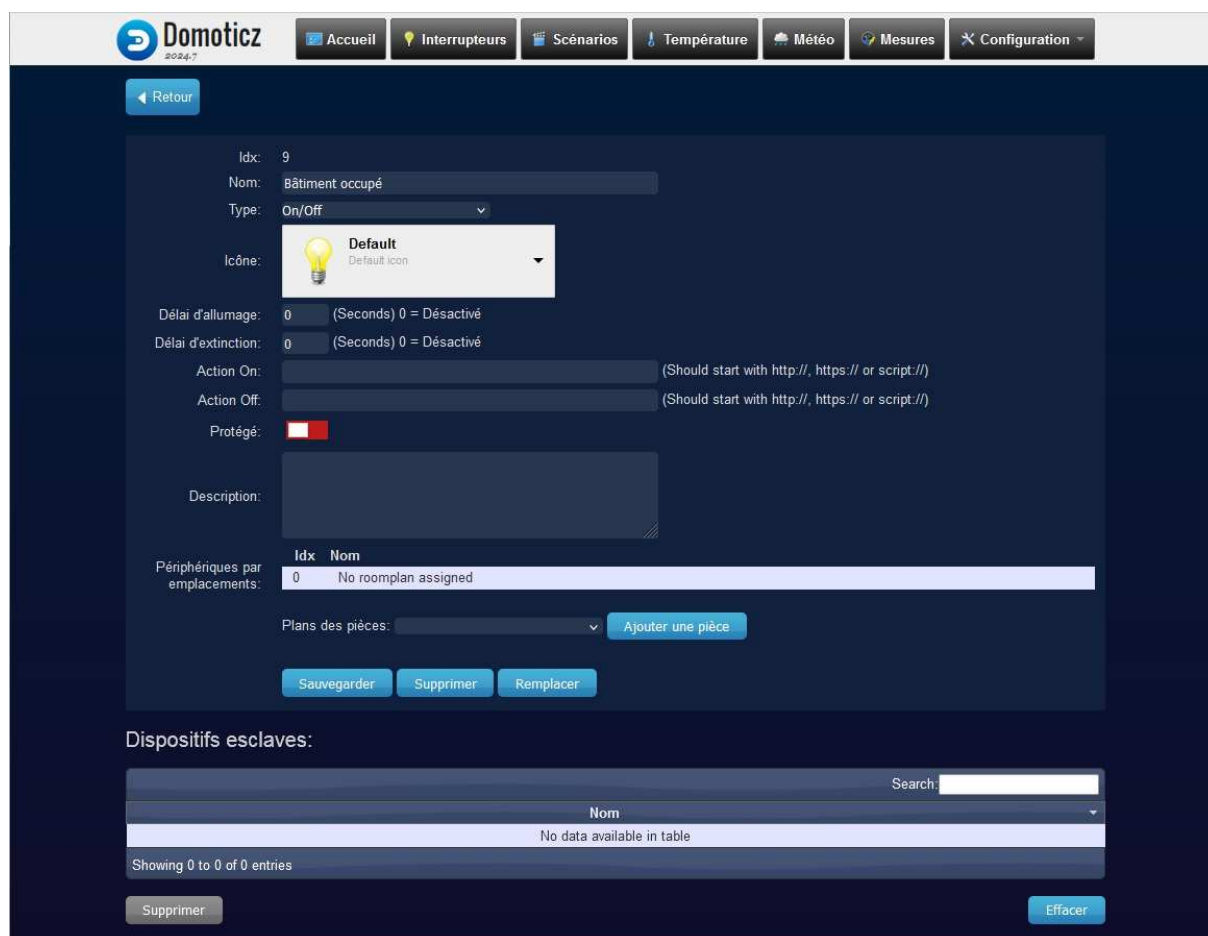 Domoticz
2024.7
Accueil Interrupteurs Scénarios Température Météo Mesures Configuration
Retour
Idx: 9
Nom: Bâtiment occupé
Type: On/Off
Icône: Default
Default icon
Délai d'allumage: 0 (Seconds) 0 = Désactivé
Délai d'extinction: 0 (Seconds) 0 = Désactivé
Action On: (Should start with http://, https:// or script://)
Action Off: (Should start with http://, https:// or script://)
Protégé:
Description:
Périphériques par emplacements:
Idx Nom
0 No roomplan assigned
Plans des pièces: Ajouter une pièce
Sauvegarder Supprimer Remplacer
Dispositifs esclaves:
Search:
Nom
No data available in table
Showing 0 to 0 of 0 entries
Supprimer Effacer